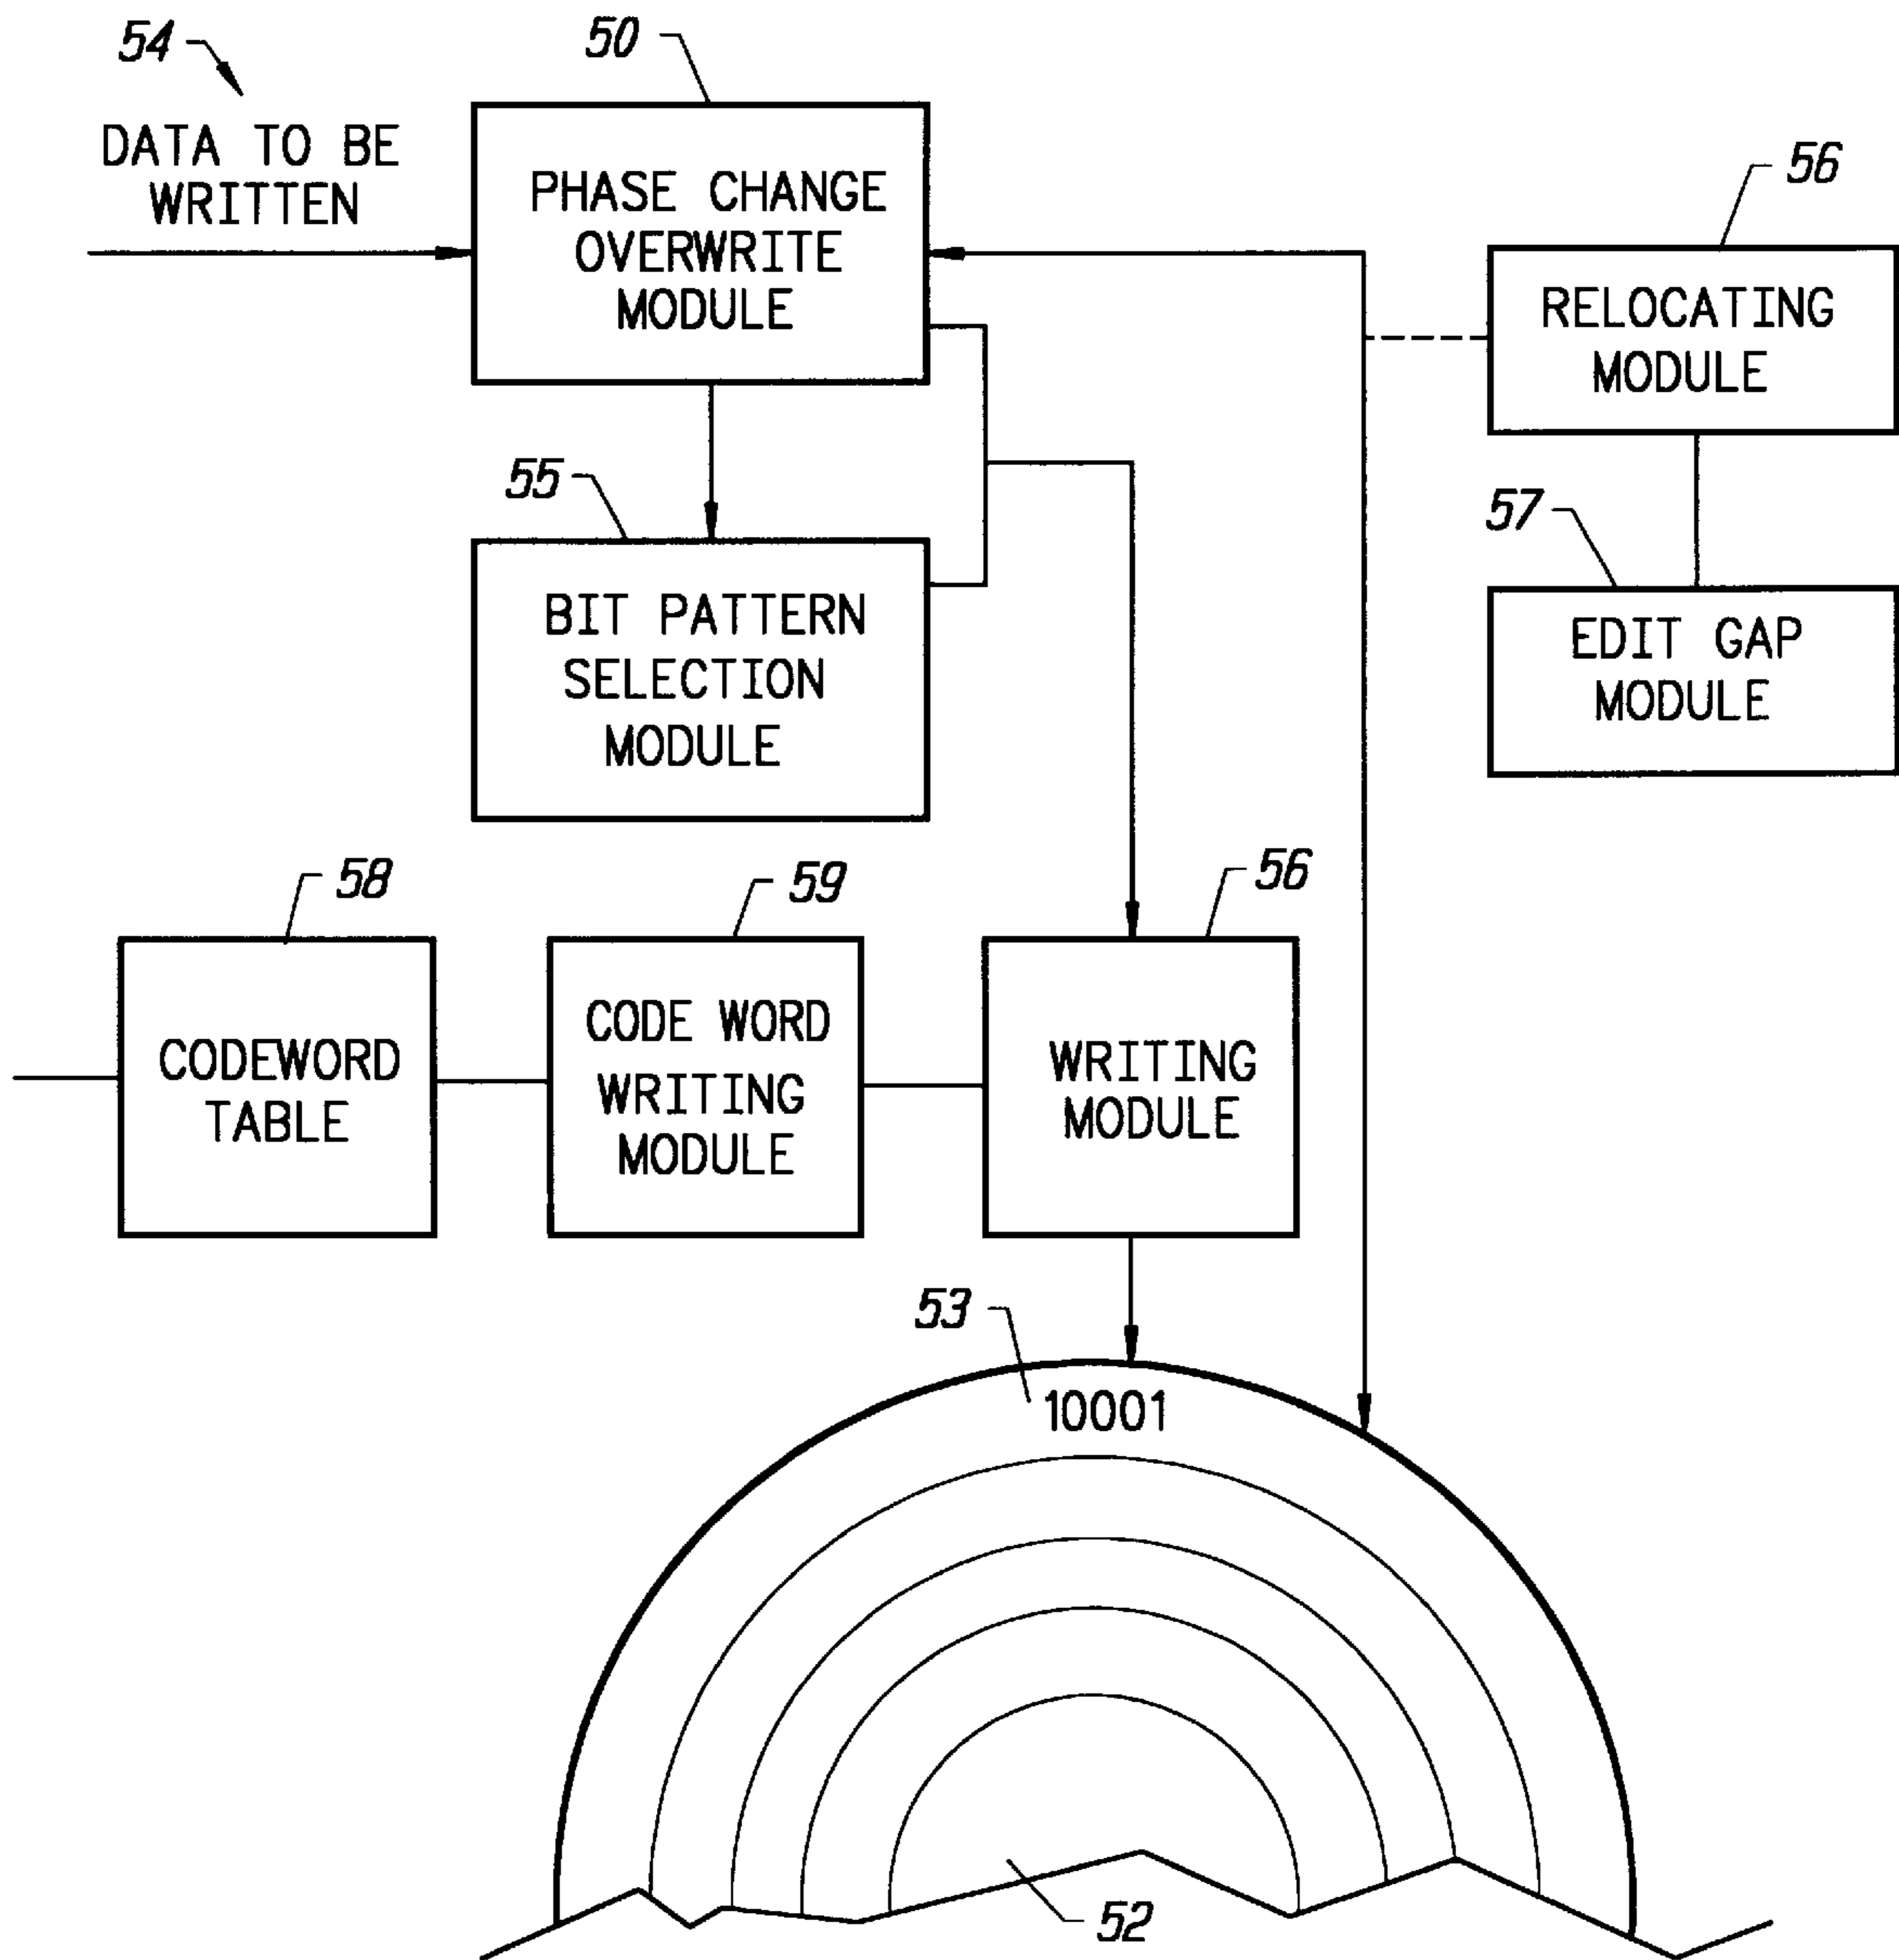 54
DATA TO BE
WRITTEN
50
PHASE CHANGE
OVERWRITE
MODULE
56
RELOCATING
MODULE
55
BIT PATTERN
SELECTION
MODULE
57
EDIT GAP
MODULE
58
CODEWORD
TABLE
59
CODE WORD
WRITING
MODULE
56
WRITING
MODULE
53
10001
52